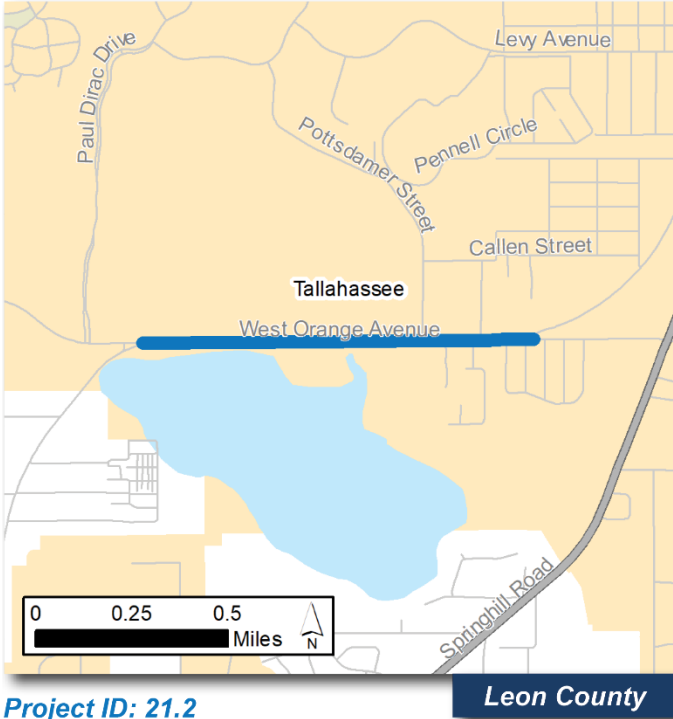 Levy Avenue
Paul Dirac Drive
Pottsdamer Street
Pennell Circle
Callen Street
Tallahassee
West Orange Avenue
Springhill Road
0 0.25 0.5
Miles
N
Leon County
Project ID: 21.2